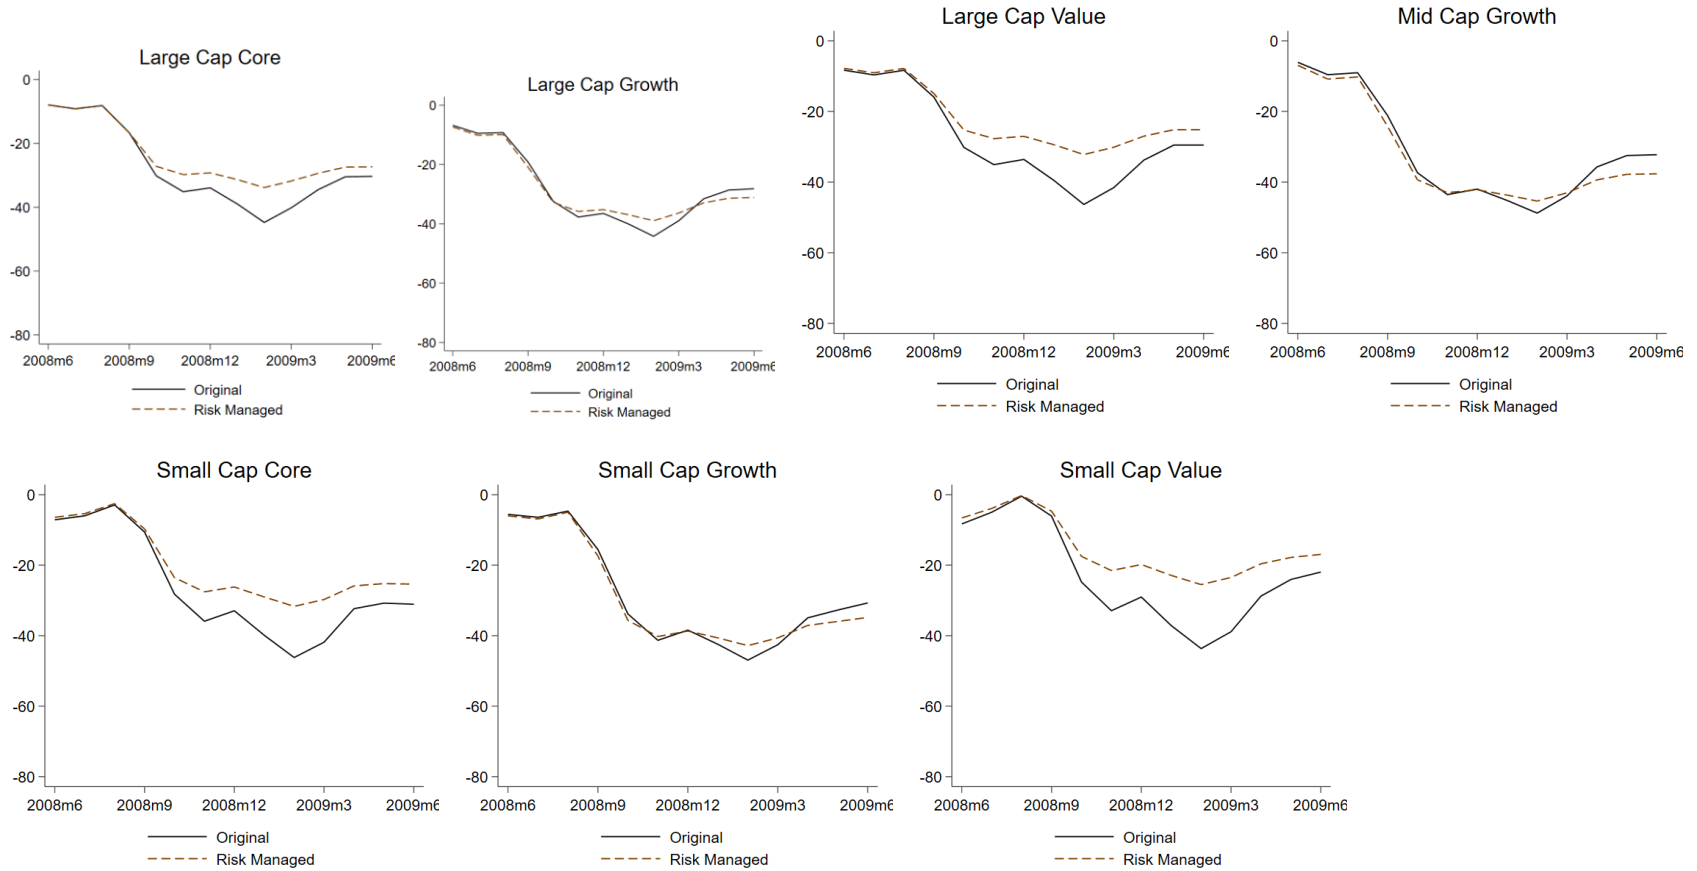 Large Cap Core
0
-20
-40
-60
-80
2008m6 2008m9 2008m12 2009m3 2009m6
Original
Risk Managed
Large Cap Growth
0
-20
-40
-60
-80
2008m6 2008m9 2008m12 2009m3 2009m6
Original
Risk Managed
Large Cap Value
0
-20
-40
-60
-80
2008m6 2008m9 2008m12 2009m3 2009m6
Original
Risk Managed
Mid Cap Growth
0
-20
-40
-60
-80
2008m6 2008m9 2008m12 2009m3 2009m6
Original
Risk Managed
Small Cap Core
0
-20
-40
-60
-80
2008m6 2008m9 2008m12 2009m3 2009m6
Original
Risk Managed
Small Cap Growth
0
-20
-40
-60
-80
2008m6 2008m9 2008m12 2009m3 2009m6
Original
Risk Managed
Small Cap Value
0
-20
-40
-60
-80
2008m6 2008m9 2008m12 2009m3 2009m6
Original
Risk Managed